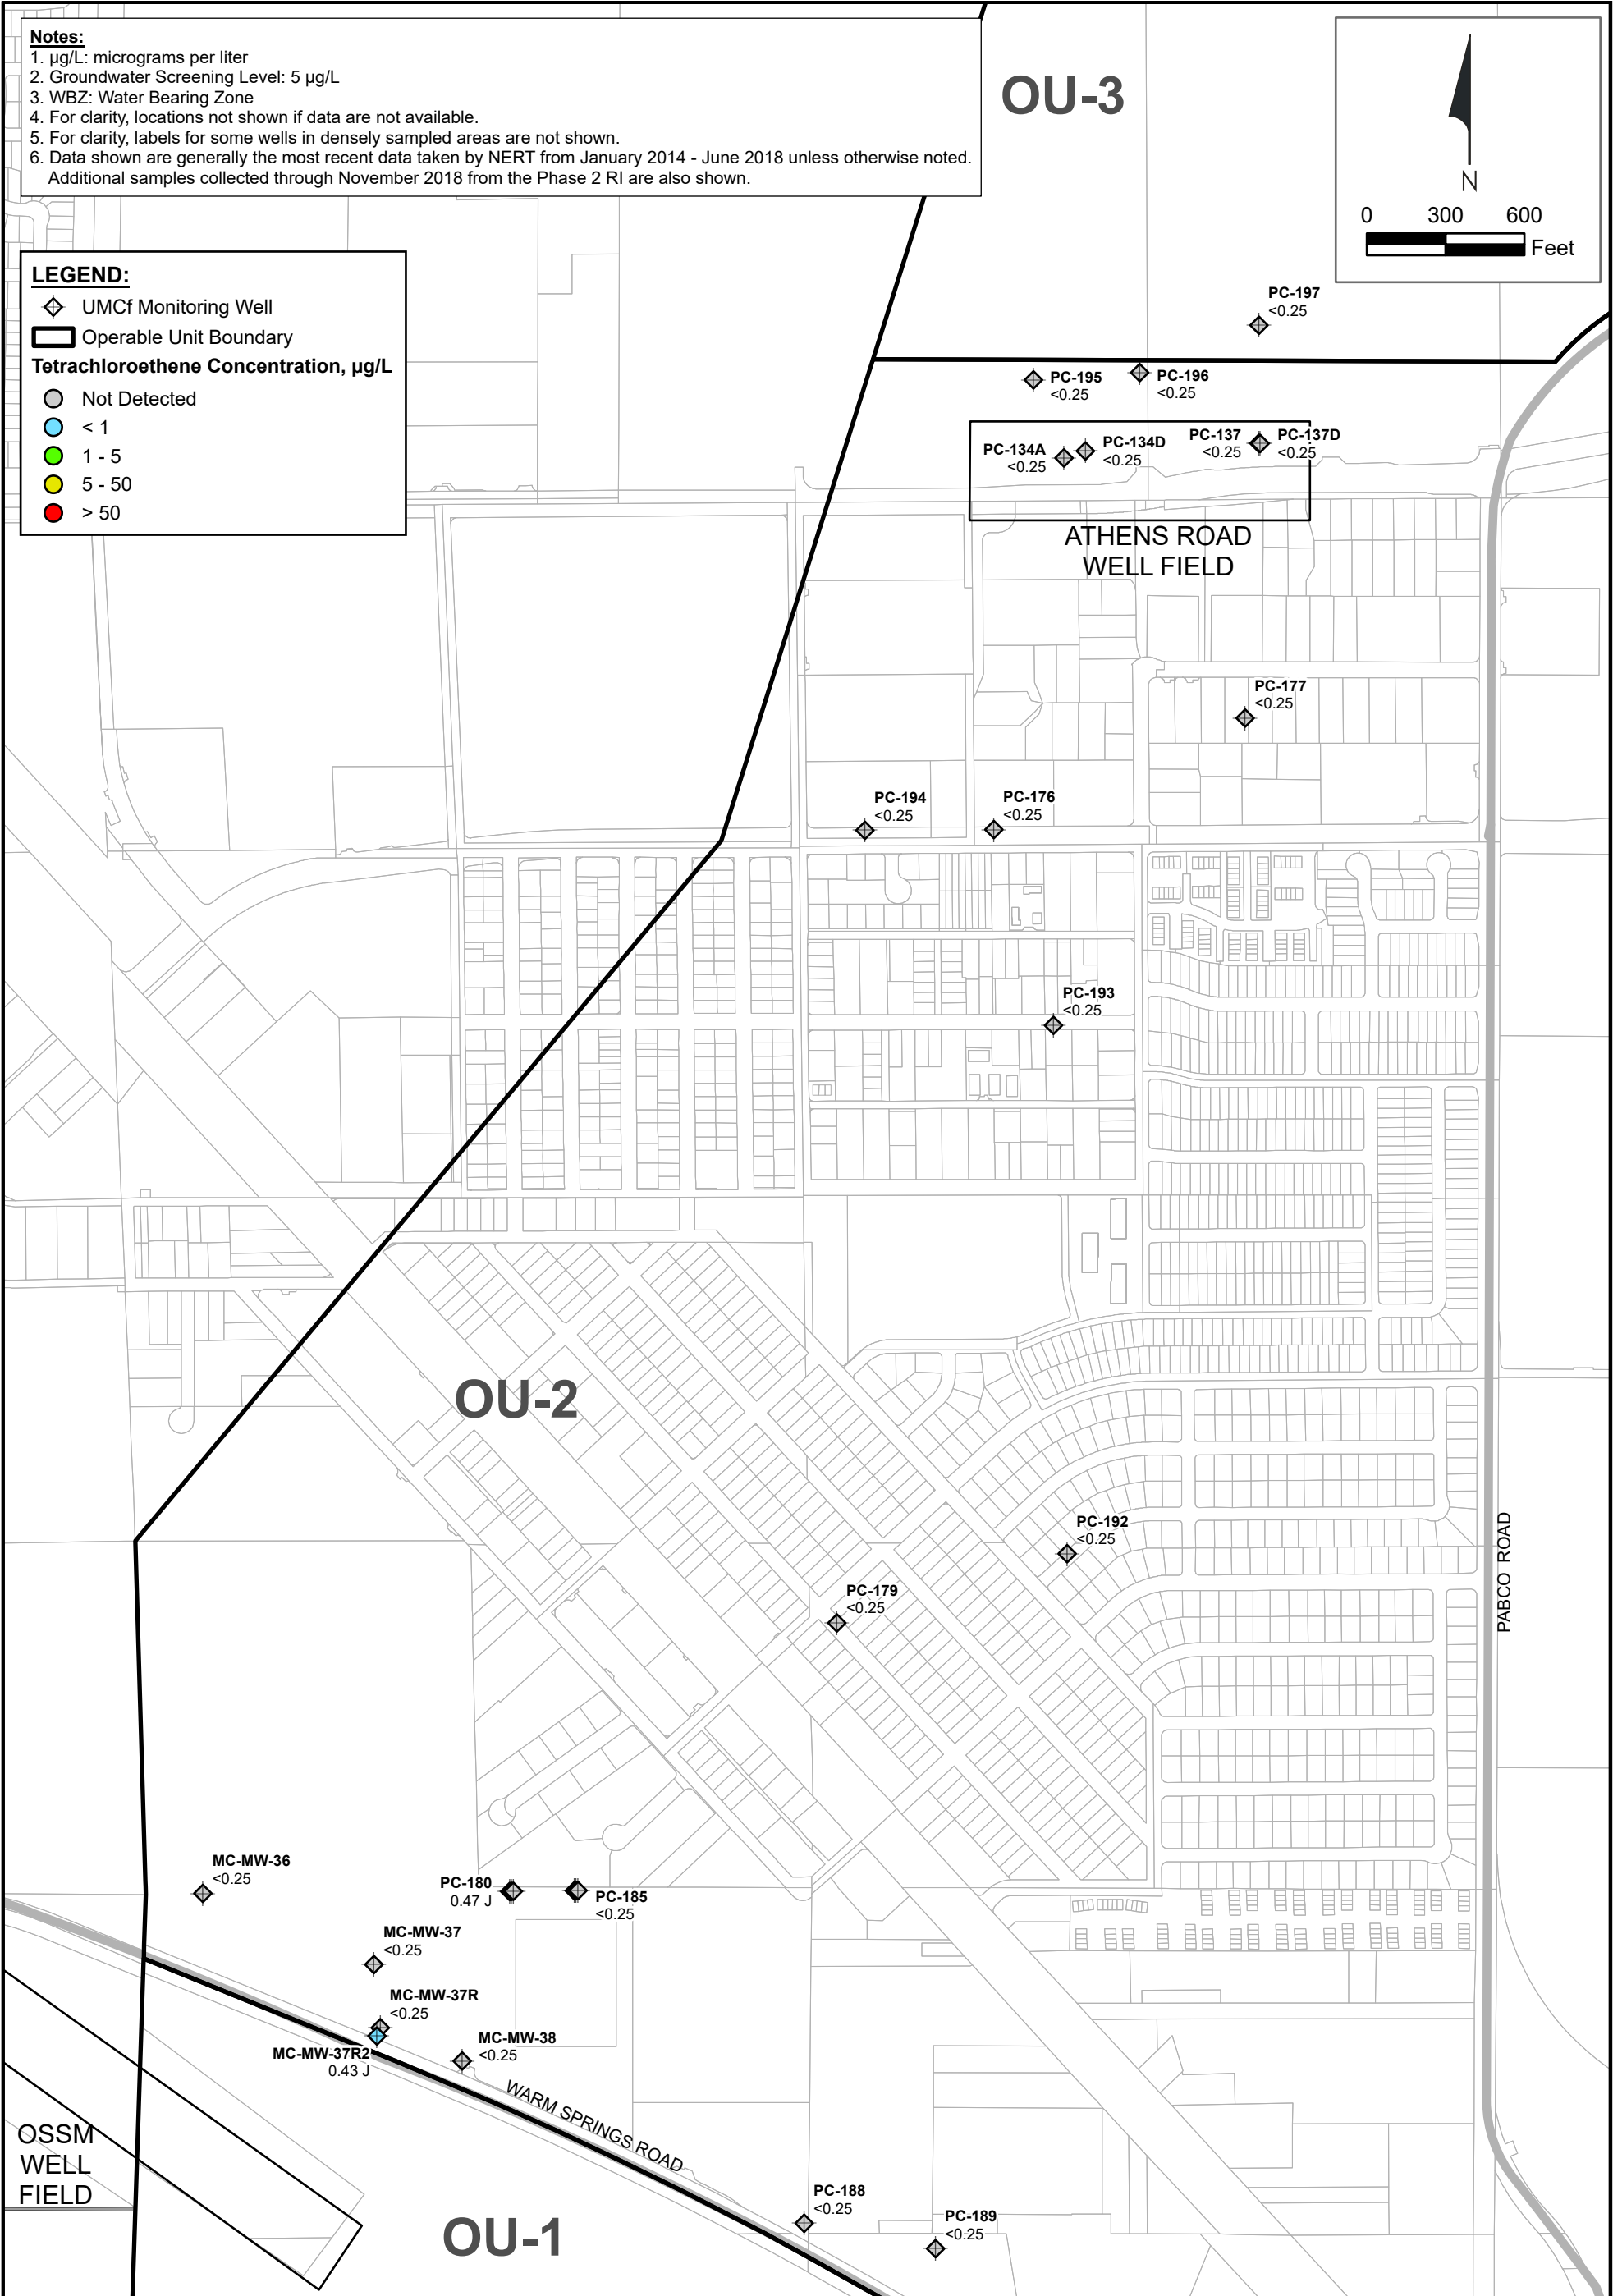 Notes:
1. µg/L: micrograms per liter
2. Groundwater Screening Level: 5 µg/L
3. WBZ: Water Bearing Zone
4. For clarity, locations not shown if data are not available.
5. For clarity, labels for some wells in densely sampled areas are not shown.
6. Data shown are generally the most recent data taken by NERT from January 2014 - June 2018 unless otherwise noted.
Additional samples collected through November 2018 from the Phase 2 RI are also shown.
OU-3
N
0 300 600
Feet
LEGEND:
UMCf Monitoring Well
Operable Unit Boundary
Tetrachloroethene Concentration, µg/L
Not Detected
< 1
1 - 5
5 - 50
> 50
PC-197
<0.25
PC-195
<0.25
PC-196
<0.25
PC-134A
<0.25
PC-134D
<0.25
PC-137
<0.25
PC-137D
<0.25
ATHENS ROAD
WELL FIELD
PC-177
<0.25
PC-194
<0.25
PC-176
<0.25
PC-193
<0.25
OU-2
PC-192
<0.25
PC-179
<0.25
PABCO ROAD
MC-MW-36
<0.25
PC-180
0.47 J
PC-185
<0.25
MC-MW-37
<0.25
MC-MW-37R
<0.25
MC-MW-37R2
0.43 J
MC-MW-38
<0.25
WARM SPRINGS ROAD
OSSM
WELL
FIELD
PC-188
<0.25
PC-189
<0.25
OU-1